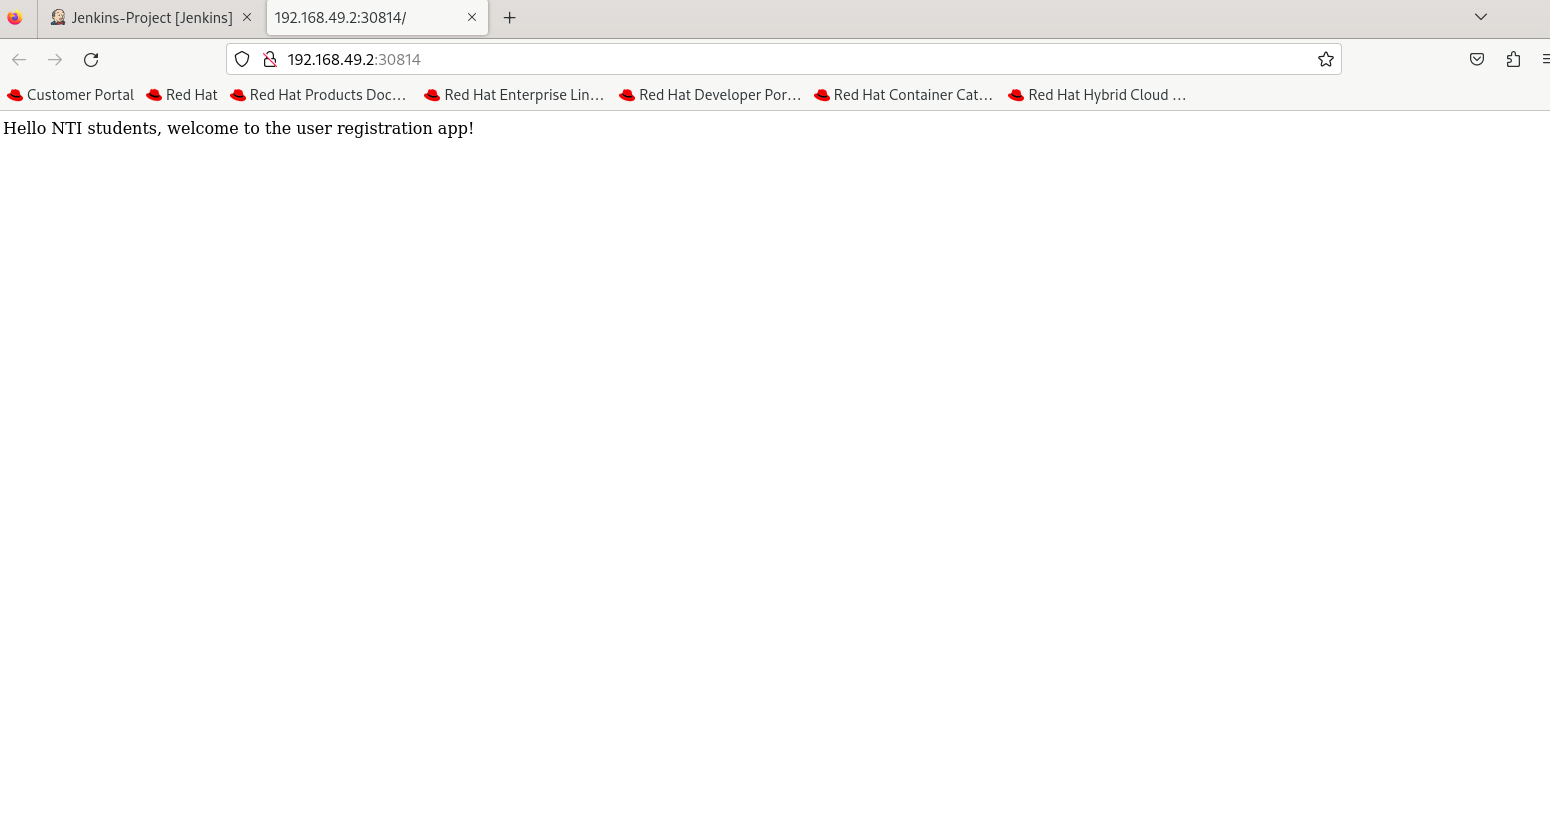 Jenkins-Project [Jenkins]
192.168.49.2:30814/
192.168.49.2:30814
Customer Portal Red Hat Red Hat Products Doc… Red Hat Enterprise Lin… Red Hat Developer Por… Red Hat Container Cat… Red Hat Hybrid Cloud …
Hello NTI students, welcome to the user registration app!